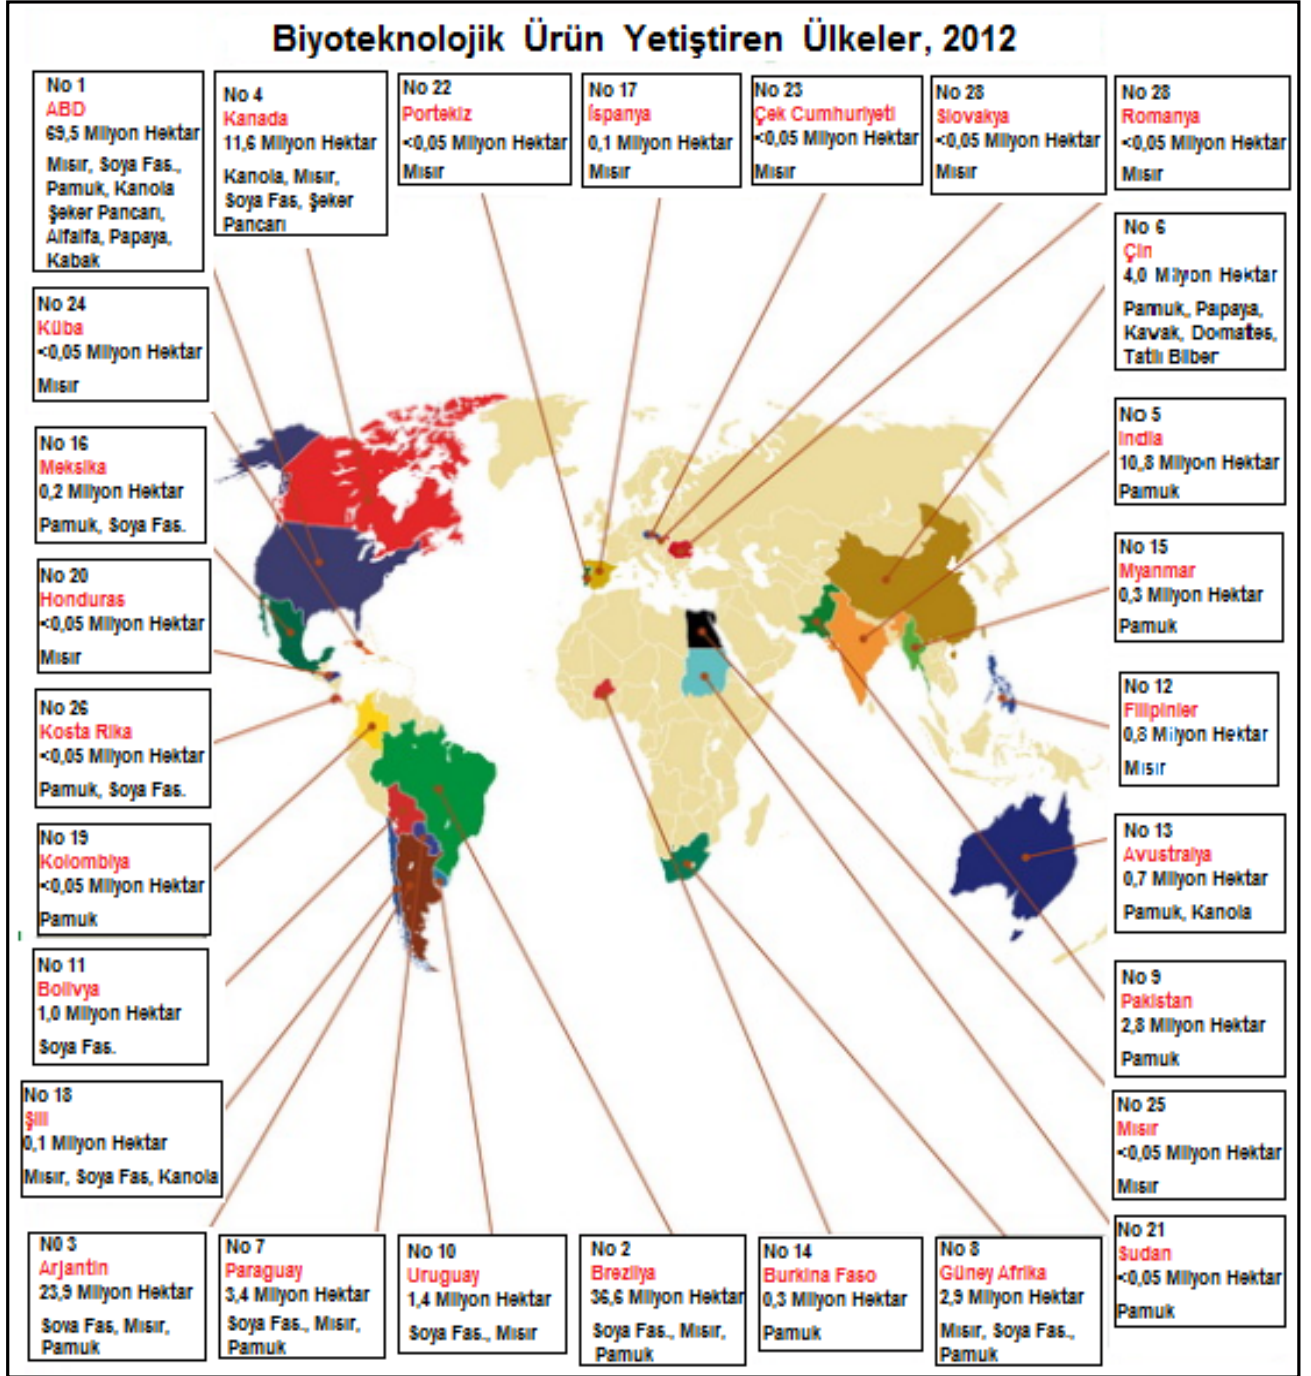 Biyoteknolojik Ürün Yetiştiren Ülkeler, 2012
No 1
ABD
69,5 Milyon Hektar
Mısır, Soya Fas.,
Pamuk, Kanola
Şeker Pancarı,
Alfalfa, Papaya,
Kabak
No 4
Kanada
11,6 Milyon Hektar
Kanola, Mısır,
Soya Fas, Şeker
Pancarı
No 22
Portekiz
<0,05 Milyon Hektar
Mısır
No 17
İspanya
0,1 Milyon Hektar
Mısır
No 23
Çek Cumhuriyeti
<0,05 Milyon Hektar
Mısır
No 28
Slovakya
<0,05 Milyon Hektar
Mısır
No 28
Romanya
<0,05 Milyon Hektar
Mısır
No 24
Küba
<0,05 Milyon Hektar
Mısır
No 16
Meksika
0,2 Milyon Hektar
Pamuk, Soya Fas.
No 20
Honduras
<0,05 Milyon Hektar
Mısır
No 26
Kosta Rika
<0,05 Milyon Hektar
Pamuk, Soya Fas.
No 19
Kolombiya
<0,05 Milyon Hektar
Pamuk
No 11
Bolivya
1,0 Milyon Hektar
Soya Fas.
No 18
Şili
0,1 Milyon Hektar
Mısır, Soya Fas, Kanola
No 6
Çin
4,0 Milyon Hektar
Pamuk, Papaya,
Kavak, Domates,
Tatlı Biber
No 5
India
10,8 Milyon Hektar
Pamuk
No 15
Myanmar
0,3 Milyon Hektar
Pamuk
No 12
Filipinler
0,8 Milyon Hektar
Mısır
No 13
Avustralya
0,7 Milyon Hektar
Pamuk, Kanola
No 9
Pakistan
2,8 Milyon Hektar
Pamuk
No 25
Mısır
<0,05 Milyon Hektar
Mısır
No 21
Sudan
<0,05 Milyon Hektar
Pamuk
N0 3
Arjantin
23,9 Milyon Hektar
Soya Fas, Mısır,
Pamuk
No 7
Paraguay
3,4 Milyon Hektar
Soya Fas., Mısır,
Pamuk
No 10
Uruguay
1,4 Milyon Hektar
Soya Fas., Mısır
No 2
Brezilya
36,6 Milyon Hektar
Soya Fas., Mısır,
Pamuk
No 14
Burkina Faso
0,3 Milyon Hektar
Pamuk
No 8
Güney Afrika
2,9 Milyon Hektar
Mısır, Soya Fas.,
Pamuk